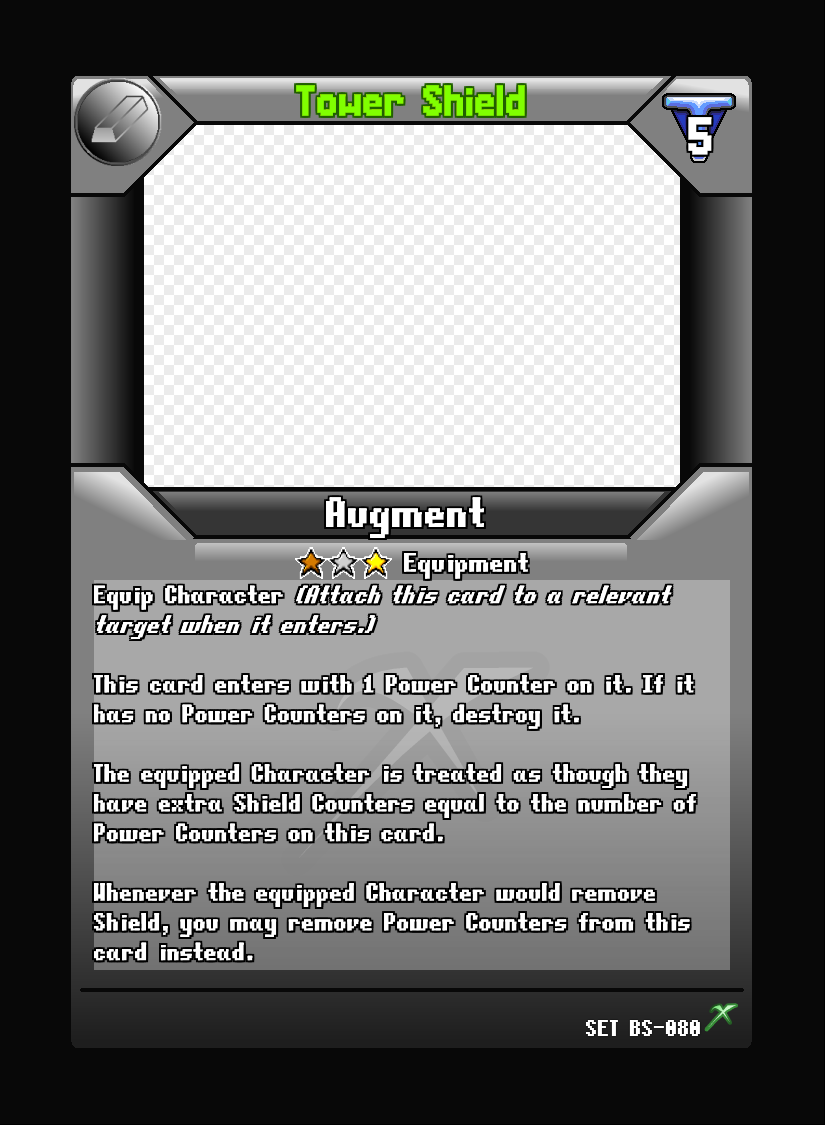 Tower Shield
5
Augment
Equipment
Equip Character (Attach this card to a relevant
target when it enters.)
This card enters with 1 Power Counter on it. If it
has no Power Counters on it, destroy it.
The equipped Character is treated as though they
have extra Shield Counters equal to the number of
Power Counters on this card.
Whenever the equipped Character would remove
Shield, you may remove Power Counters from this
card instead.
SET BS-080